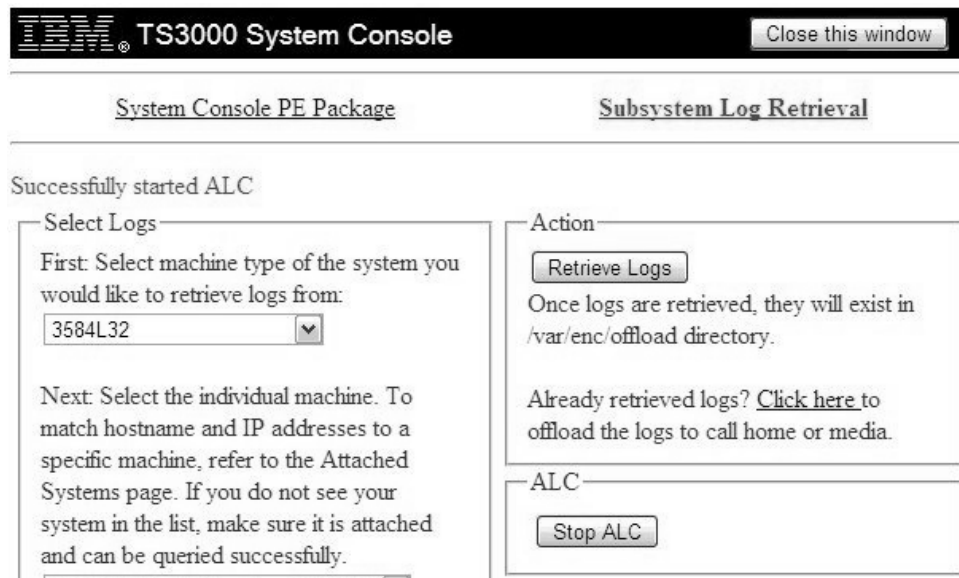 IBM® TS3000 System Console
Close this window
System Console PE Package
Subsystem Log Retrieval
Successfully started ALC
Select Logs
First: Select machine type of the system you
would like to retrieve logs from:
3584L32
Next: Select the individual machine. To
match hostname and IP addresses to a
specific machine, refer to the Attached
Systems page. If you do not see your
system in the list, make sure it is attached
and can be queried successfully.
Action
Retrieve Logs
Once logs are retrieved, they will exist in
/var/enc/offload directory.
Already retrieved logs? Click here to
offload the logs to call home or media.
ALC
Stop ALC